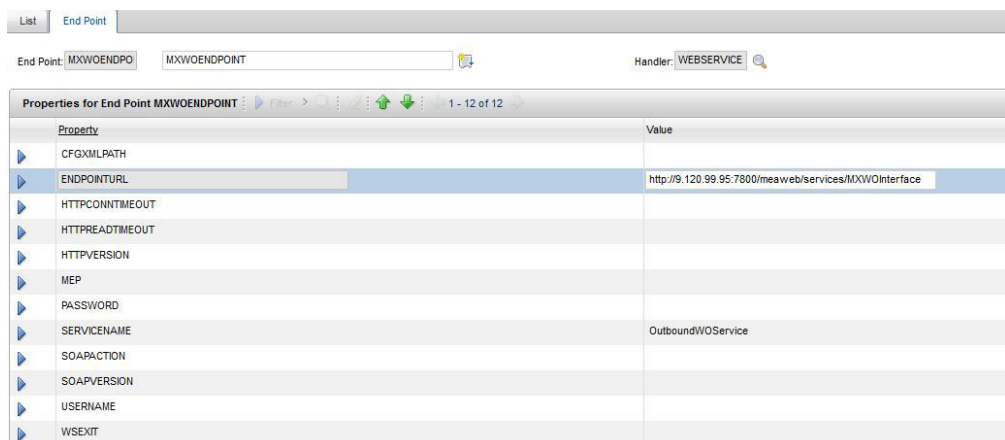 List End Point
End Point: MXWOENDPO MXWOENDPOINT Handler: WEBSERVICE
Properties for End Point MXWOENDPOINT Filter 1 - 12 of 12
Property Value
CFGXMLPATH
ENDPOINTURL http://9.120.99.95:7800/meaweb/services/MXWOInterface
HTTPCONNTIMEOUT
HTTPREADTIMEOUT
HTTPVERSION
MEP
PASSWORD
SERVICENAME OutboundWOService
SOAPACTION
SOAPVERSION
USERNAME
WSEXIT